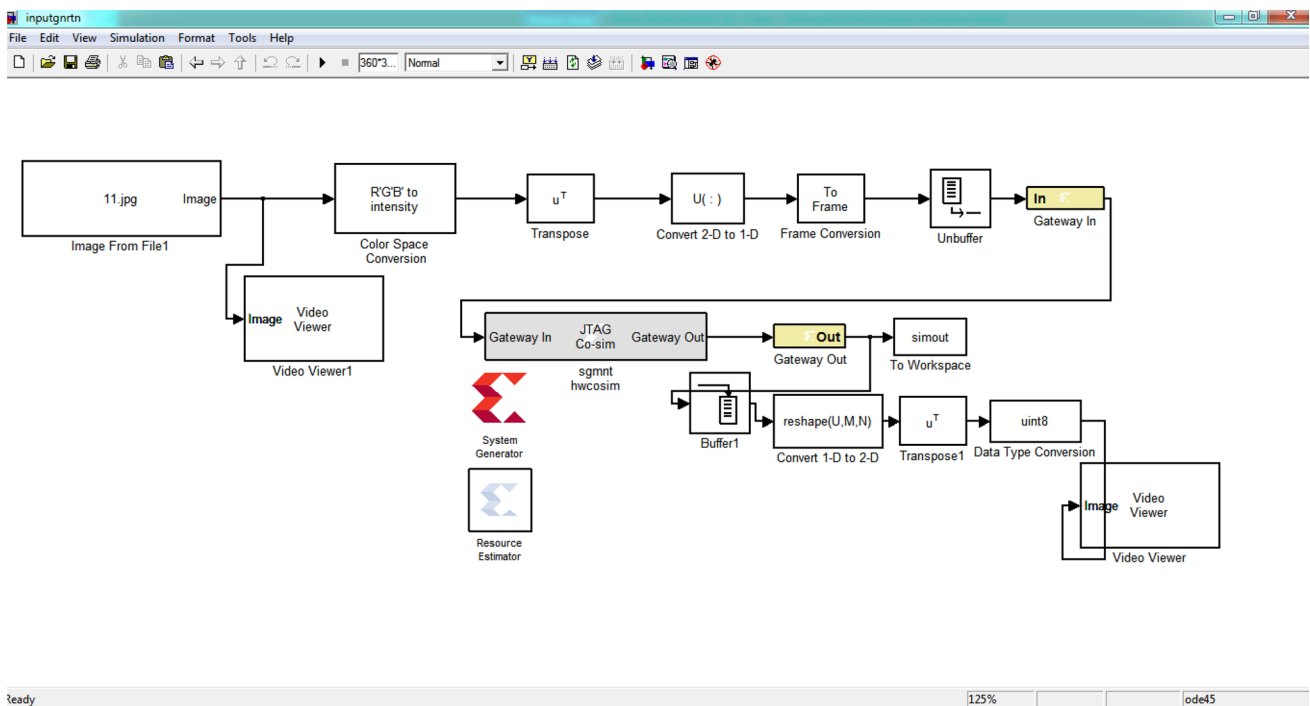 inputgnrtn
File Edit View Simulation Format Tools Help
360*3... Normal
11.jpg Image
Image From File1
R'G'B' to
intensity
Color Space
Conversion
uᵀ
Transpose
U( : )
Convert 2-D to 1-D
To
Frame
Frame Conversion
Unbuffer
In
Gateway In
Image Video
Viewer
Video Viewer1
Gateway In JTAG
Co-sim Gateway Out
sgmnt
hwcosim
Out
Gateway Out
simout
To Workspace
System
Generator
Buffer1
reshape(U,M,N)
Convert 1-D to 2-D
uᵀ
Transpose1
uint8
Data Type Conversion
Resource
Estimator
Image Video
Viewer
Video Viewer
Ready 125% ode45